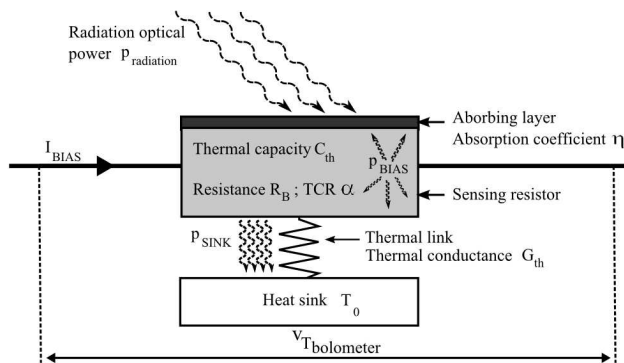 Radiation optical
power p_radiation
Aborbing layer
Absorption coefficient η
I_BIAS
Thermal capacity C_th
p_BIAS
Resistance R_B ; TCR α
Sensing resistor
p_SINK
Thermal link
Thermal conductance G_th
Heat sink T_0
v_T_bolometer